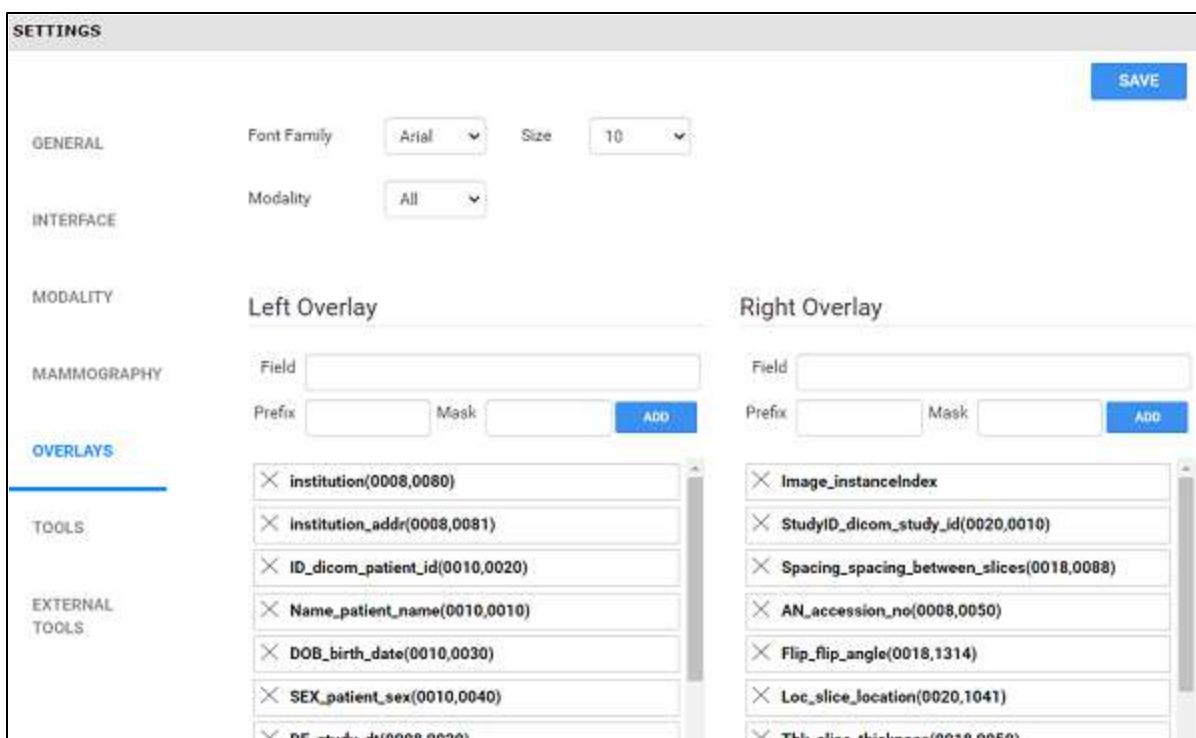 SETTINGS
SAVE
GENERAL
INTERFACE
MODALITY
MAMMOGRAPHY
OVERLAYS
TOOLS
EXTERNAL
TOOLS
Font Family Arial Size 10
Modality All
Left Overlay
Field
Prefix Mask ADD
institution(0008,0080)
institution_addr(0008,0081)
ID_dicom_patient_id(0010,0020)
Name_patient_name(0010,0010)
DOB_birth_date(0010,0030)
SEX_patient_sex(0010,0040)
Right Overlay
Field
Prefix Mask ADD
Image_instanceIndex
StudyID_dicom_study_id(0020,0010)
Spacing_spacing_between_slices(0018,0088)
AN_accession_no(0008,0050)
Flip_flip_angle(0018,1314)
Loc_slice_location(0020,1041)